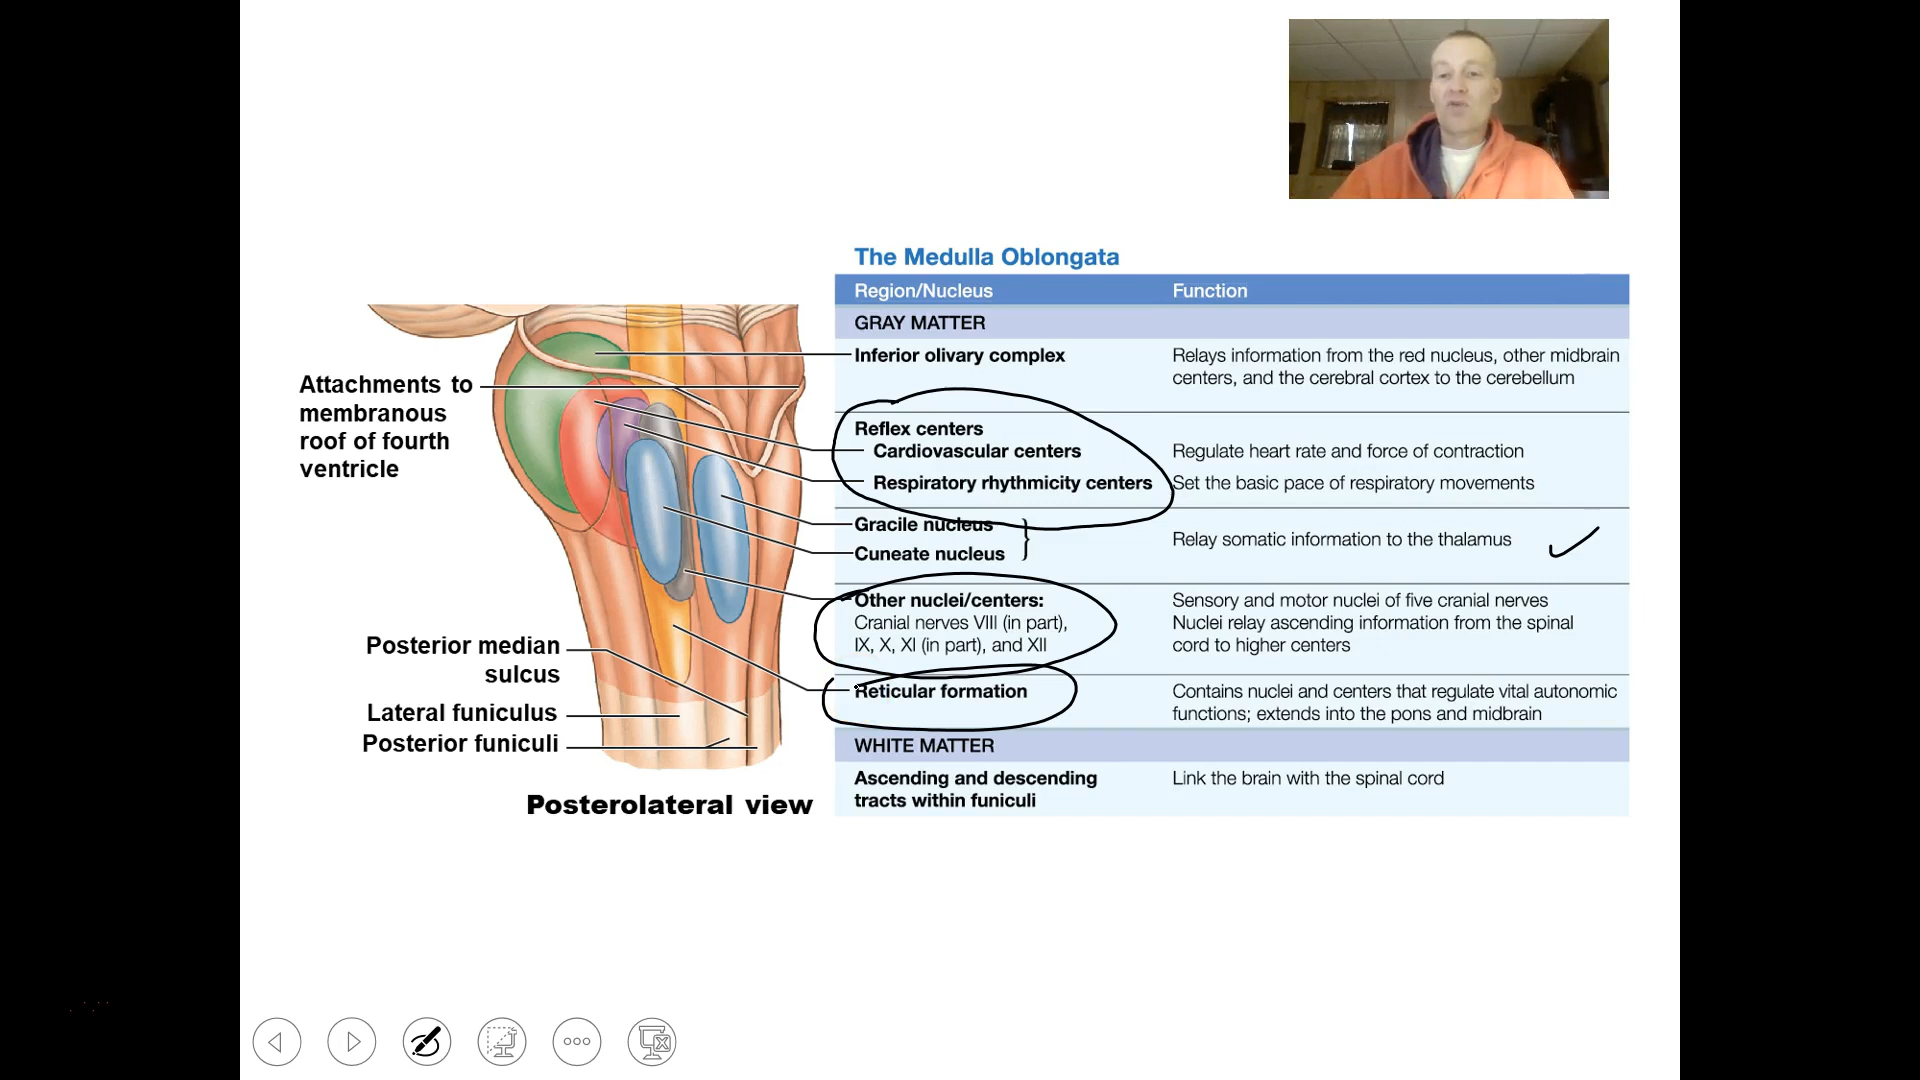 The Medulla Oblongata
Region/Nucleus Function
GRAY MATTER
Inferior olivary complex Relays information from the red nucleus, other midbrain
centers, and the cerebral cortex to the cerebellum
Reflex centers
Cardiovascular centers Regulate heart rate and force of contraction
Respiratory rhythmicity centers Set the basic pace of respiratory movements
Gracile nucleus
Cuneate nucleus
Relay somatic information to the thalamus
Other nuclei/centers: Sensory and motor nuclei of five cranial nerves
Cranial nerves VIII (in part), Nuclei relay ascending information from the spinal
IX, X, XI (in part), and XII cord to higher centers
Reticular formation Contains nuclei and centers that regulate vital autonomic
functions; extends into the pons and midbrain
WHITE MATTER
Ascending and descending Link the brain with the spinal cord
tracts within funiculi
Attachments to
membranous
roof of fourth
ventricle
Posterior median
sulcus
Lateral funiculus
Posterior funiculi
Posterolateral view